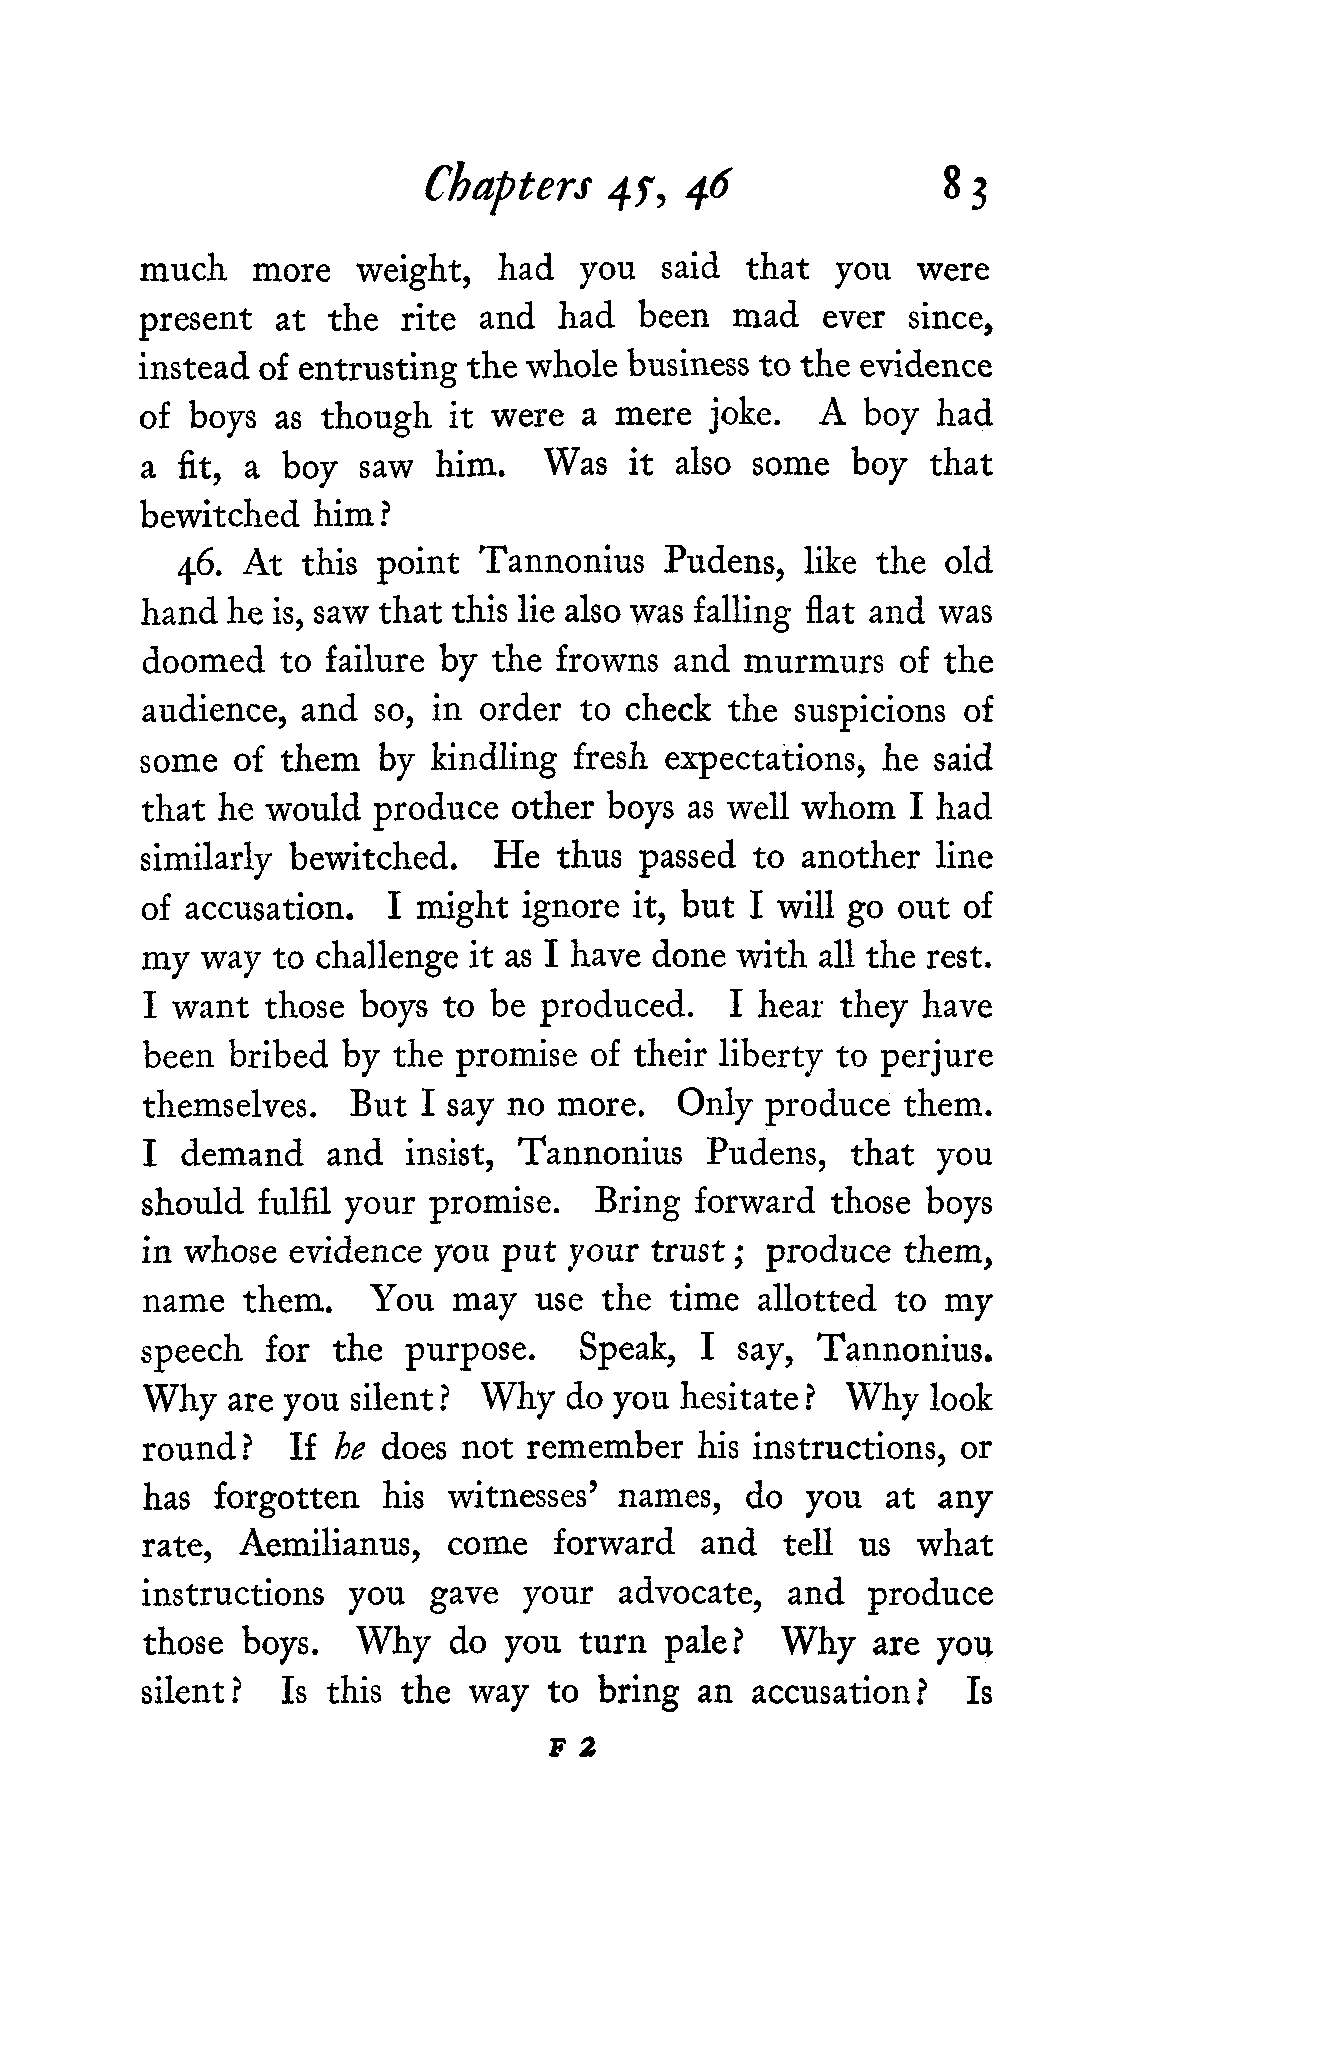 Chapters 45, 46 83
much more weight, had you said that you were
present at the rite and had been mad ever since,
instead of entrusting the whole business to the evidence
of boys as though it were a mere joke. A boy had
a fit, a boy saw him. Was it also some boy that
bewitched him?
46. At this point Tannonius Pudens, like the old
hand he is, saw that this lie also was falling flat and was
doomed to failure by the frowns and murmurs of the
audience, and so, in order to check the suspicions of
some of them by kindling fresh expectations, he said
that he would produce other boys as well whom I had
similarly bewitched. He thus passed to another line
of accusation. I might ignore it, but I will go out of
my way to challenge it as I have done with all the rest.
I want those boys to be produced. I hear they have
been bribed by the promise of their liberty to perjure
themselves. But I say no more. Only produce them.
I demand and insist, Tannonius Pudens, that you
should fulfil your promise. Bring forward those boys
in whose evidence you put your trust; produce them,
name them. You may use the time allotted to my
speech for the purpose. Speak, I say, Tannonius.
Why are you silent? Why do you hesitate? Why look
round? If he does not remember his instructions, or
has forgotten his witnesses' names, do you at any
rate, Aemilianus, come forward and tell us what
instructions you gave your advocate, and produce
those boys. Why do you turn pale? Why are you
silent? Is this the way to bring an accusation? Is
F 2